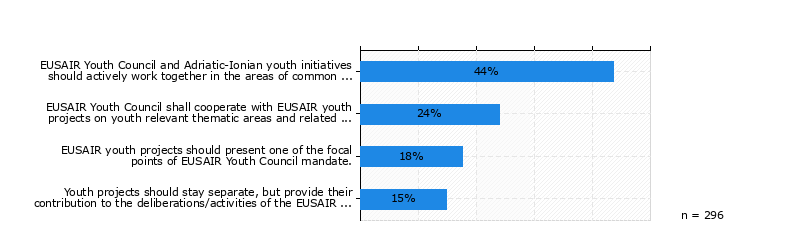 EUSAIR Youth Council and Adriatic-Ionian youth initiatives
should actively work together in the areas of common ...
44%
EUSAIR Youth Council shall cooperate with EUSAIR youth
projects on youth relevant thematic areas and related ...
24%
EUSAIR youth projects should present one of the focal
points of EUSAIR Youth Council mandate.
18%
Youth projects should stay separate, but provide their
contribution to the deliberations/activities of the EUSAIR ...
15%
n = 296